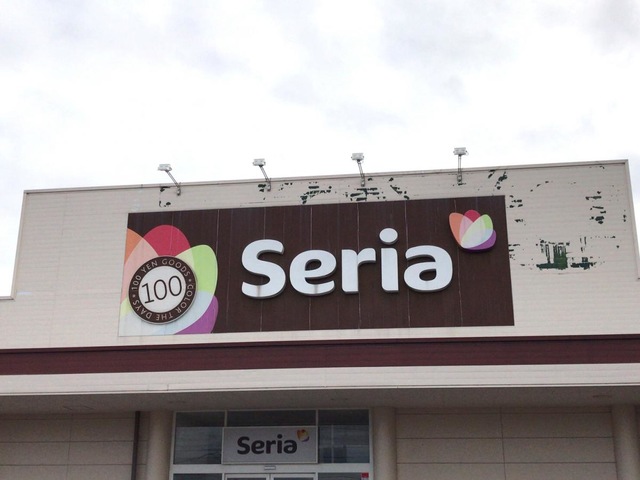 Seria
100 YEN GOODS • COLOR THE DAYS •
100
Seria